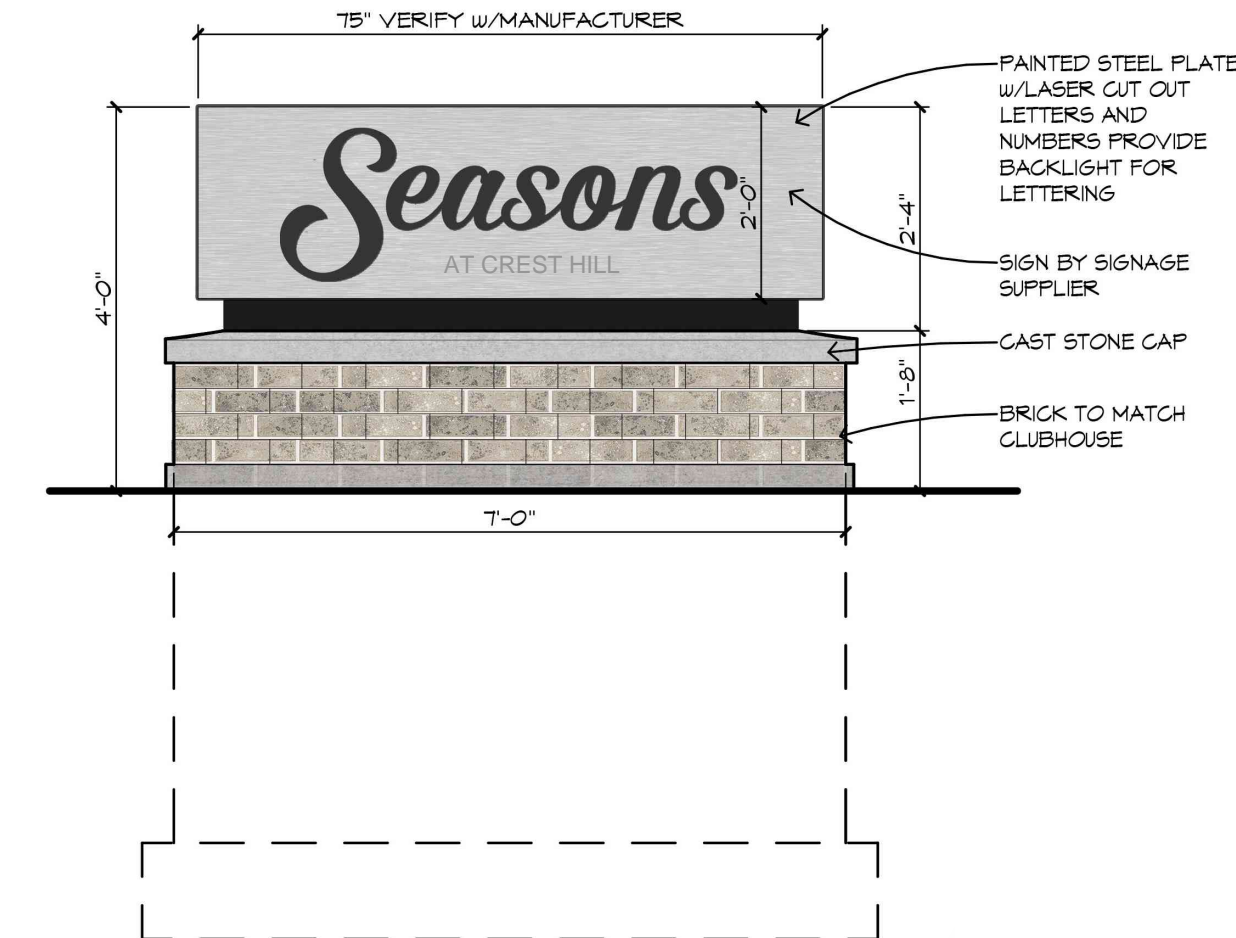 75" VERIFY w/MANUFACTURER
PAINTED STEEL PLATE
w/LASER CUT OUT
LETTERS AND
NUMBERS PROVIDE
BACKLIGHT FOR
LETTERING
Seasons
AT CREST HILL
2'-0"
2'-4"
4'-0"
SIGN BY SIGNAGE
SUPPLIER
CAST STONE CAP
1'-8"
BRICK TO MATCH
CLUBHOUSE
7'-0"